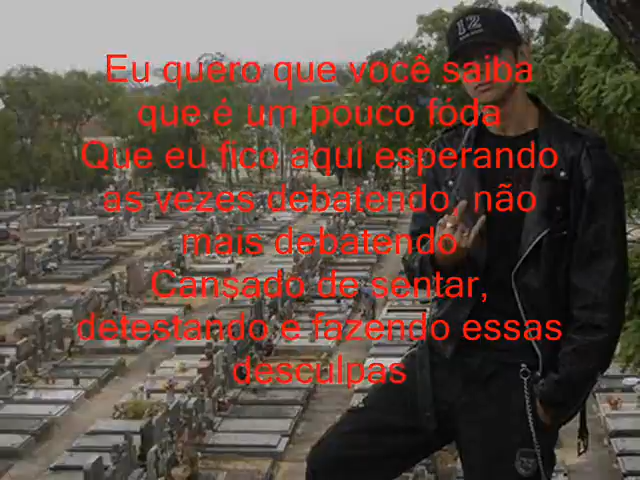 Eu quero que você saiba
que é um pouco fóda
Que eu fico aqui esperando
as vezes debatendo, não
mais debatendo
Cansado de sentar,
detestando e fazendo essas
desculpas